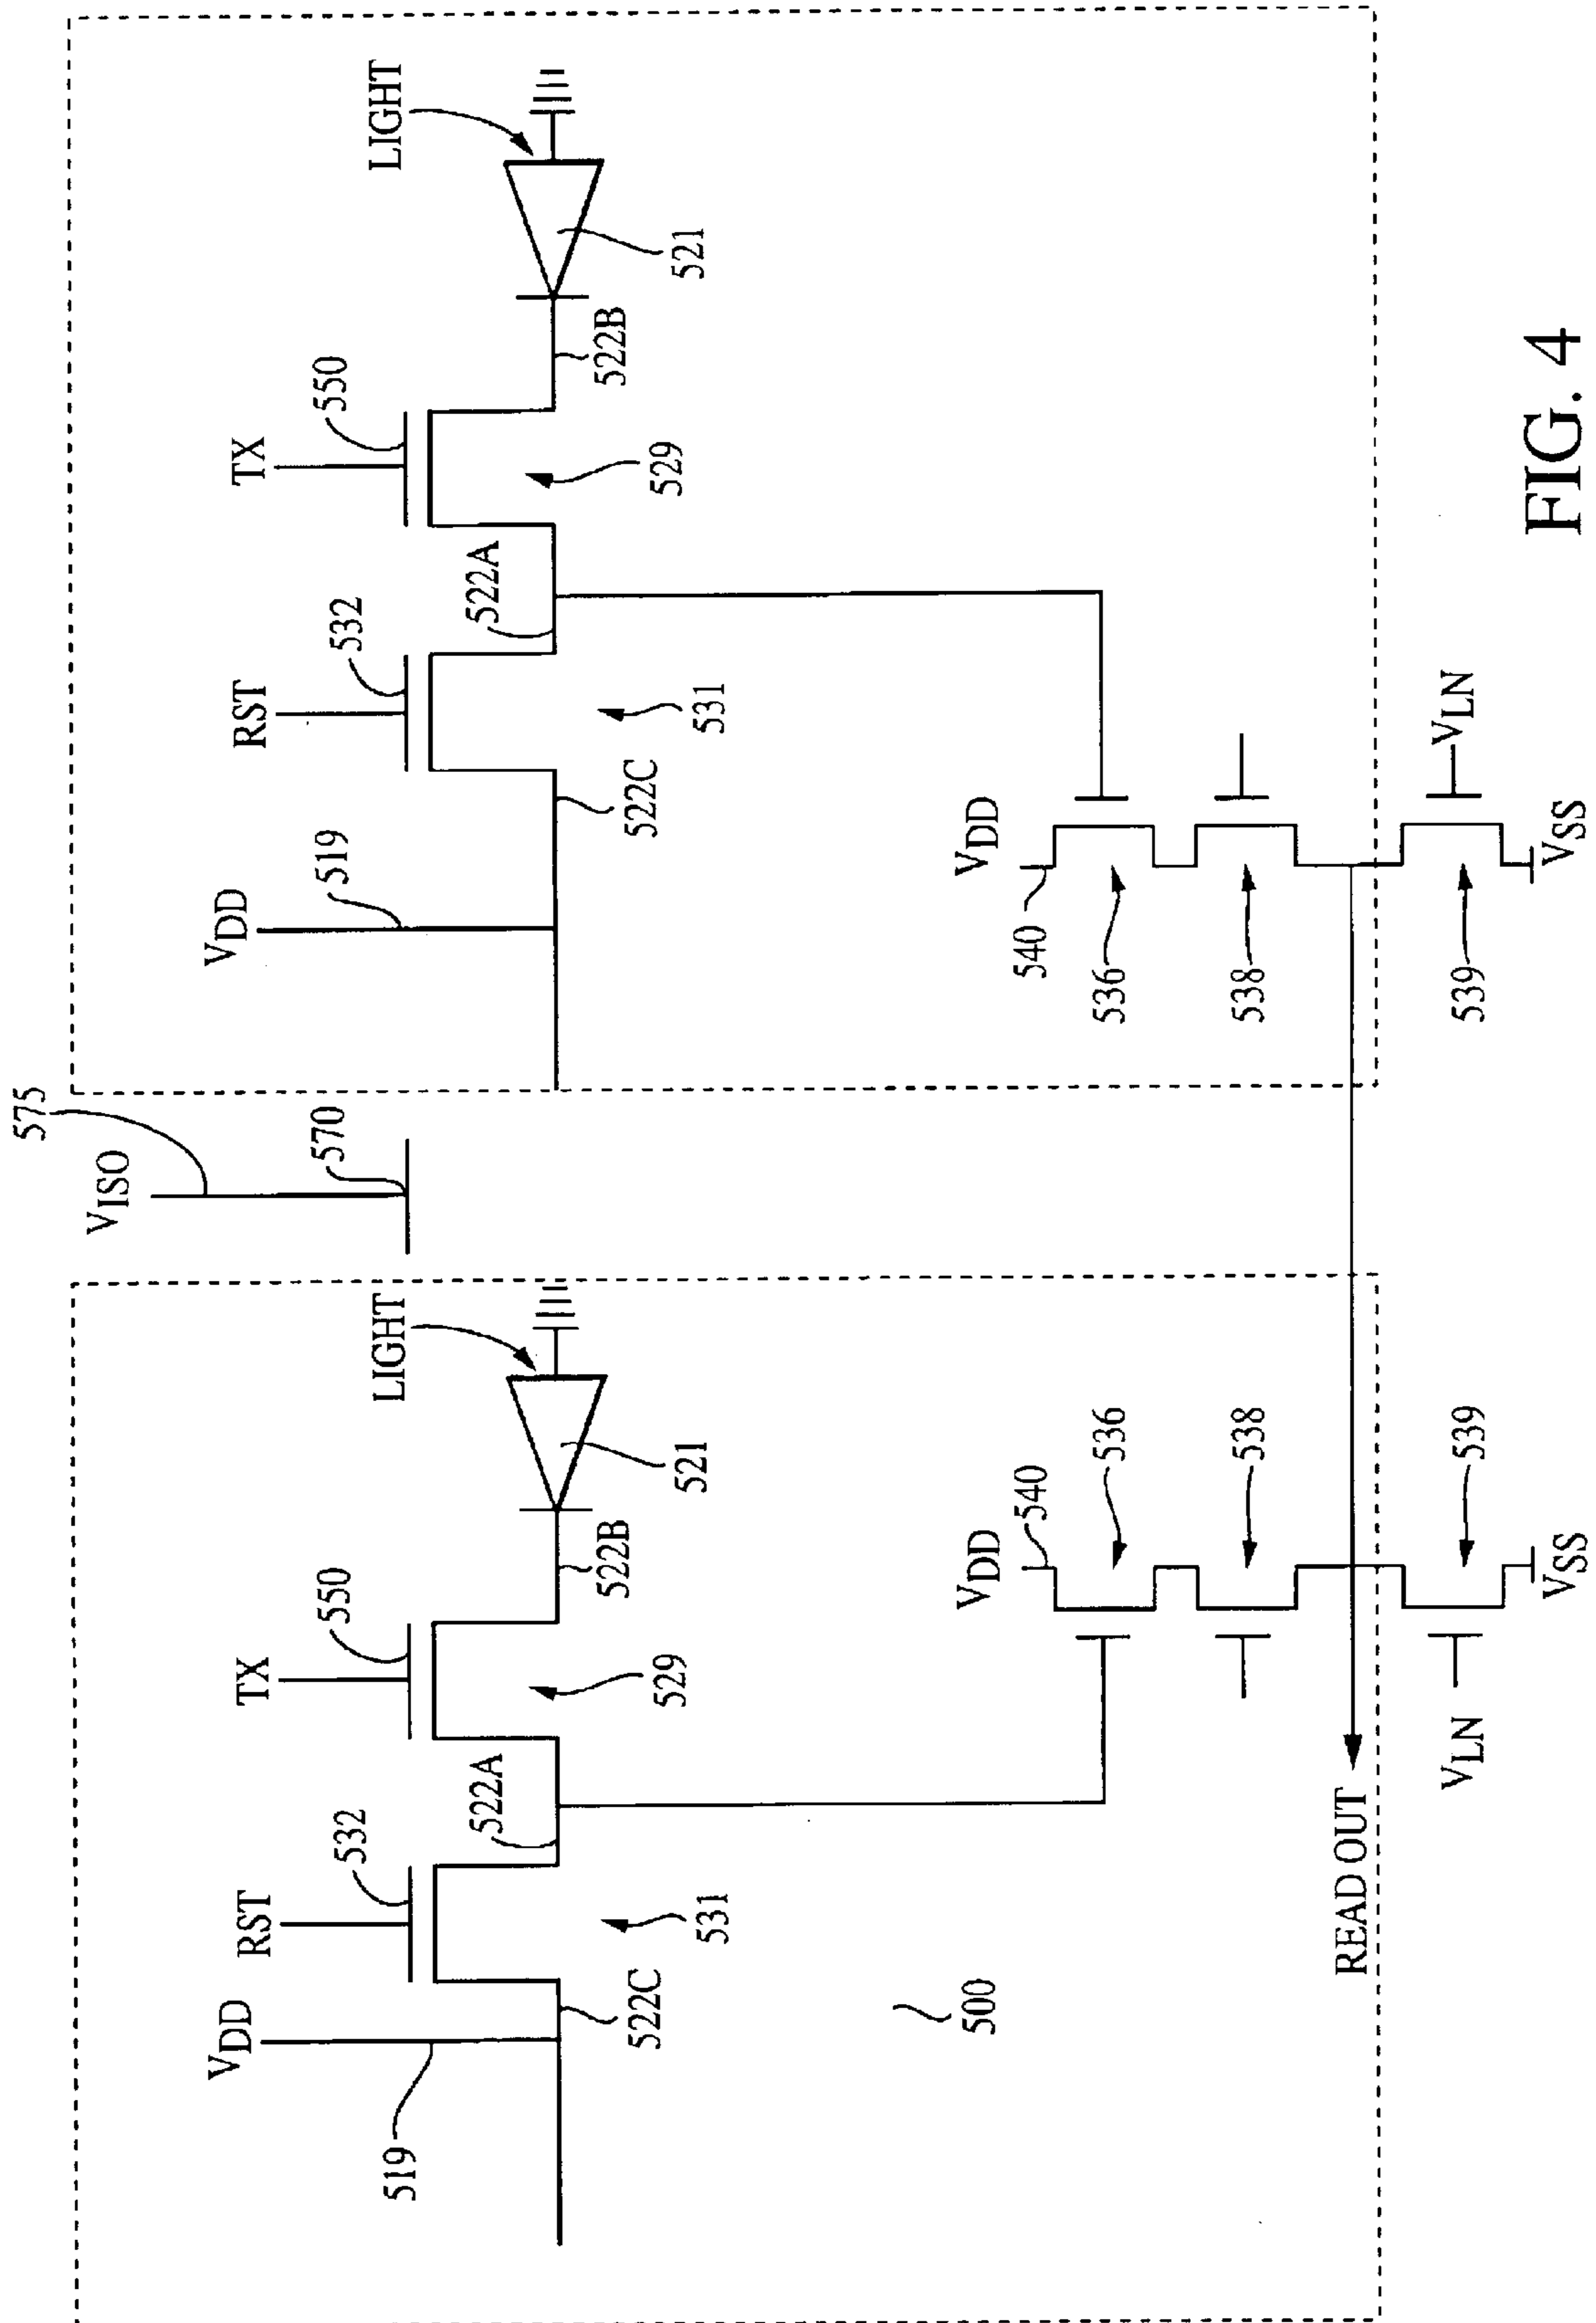 575
VISO
570
VDD
519
RST
532
TX
550
LIGHT
522C
522A
522B
531
529
521
500
VDD
540
536
538
READ OUT
VLN
539
VSS
VDD
519
RST
532
TX
550
LIGHT
522C
522A
522B
531
529
521
VDD
540
536
538
VLN
539
VSS
FIG. 4